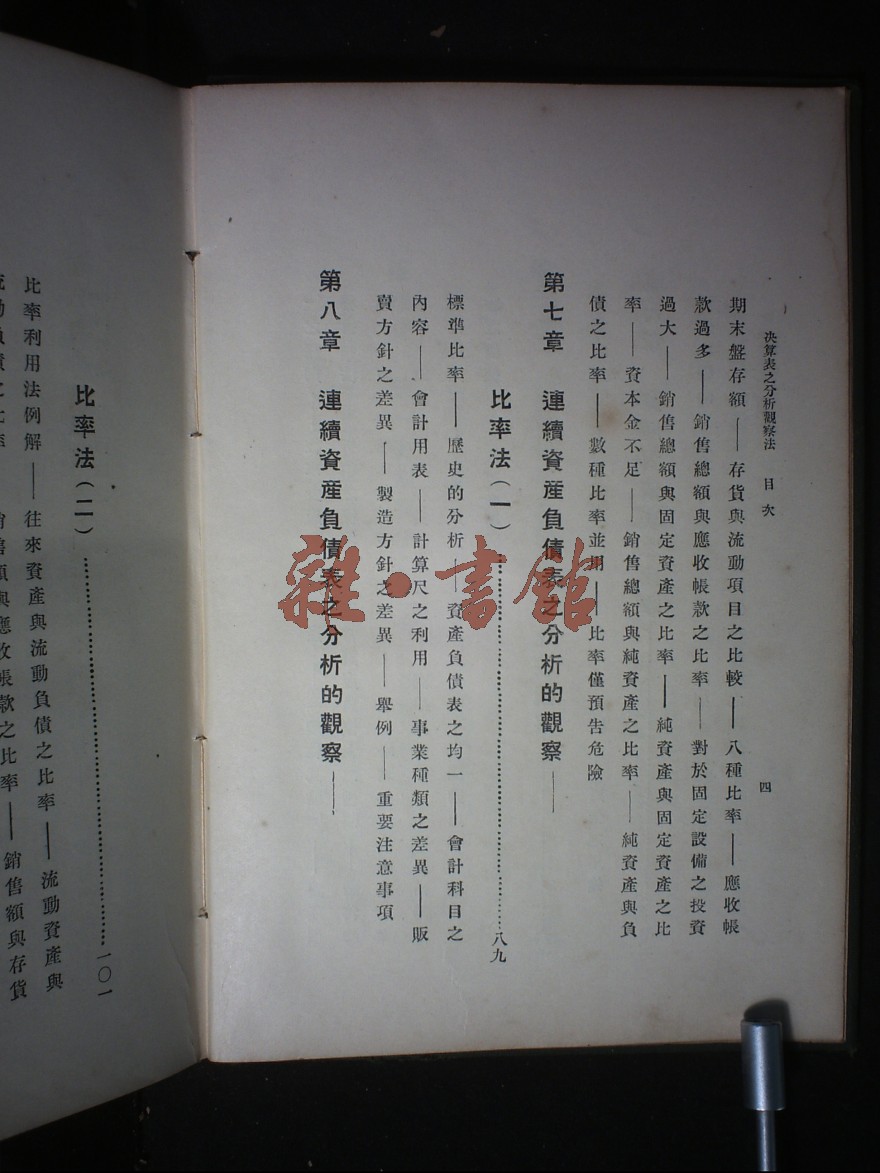 決算表之分析觀察法 目次 四
期末盤存額——存貨與流動項目之比較——八種比率——應收帳
款過多——銷售總額與應收帳款之比率——對於固定設備之投資
過大——銷售總額與固定資產之比率——純資產與固定資產之比
率——資本金不足——銷售總額與純資產之比率——純資產與負
債之比率——數種比率並用——比率僅預告危險
第七章 連續資産負債表之分析的觀察——
比率法(一)……八九
標準比率——歷史的分析——資產負債表之均一——會計科目之
內容——會計用表——計算尺之利用——事業種類之差異——販
賣方針之差異——製造方針之差異——舉例——重要注意事項
第八章 連續資産負債表之分析的觀察——
比率法(二)……一〇一
比率利用法例解——往來資產與流動負債之比率——流動資產與
流動負債之比率——銷售額與應收帳款之比率——銷售額與存貨
雜·書館